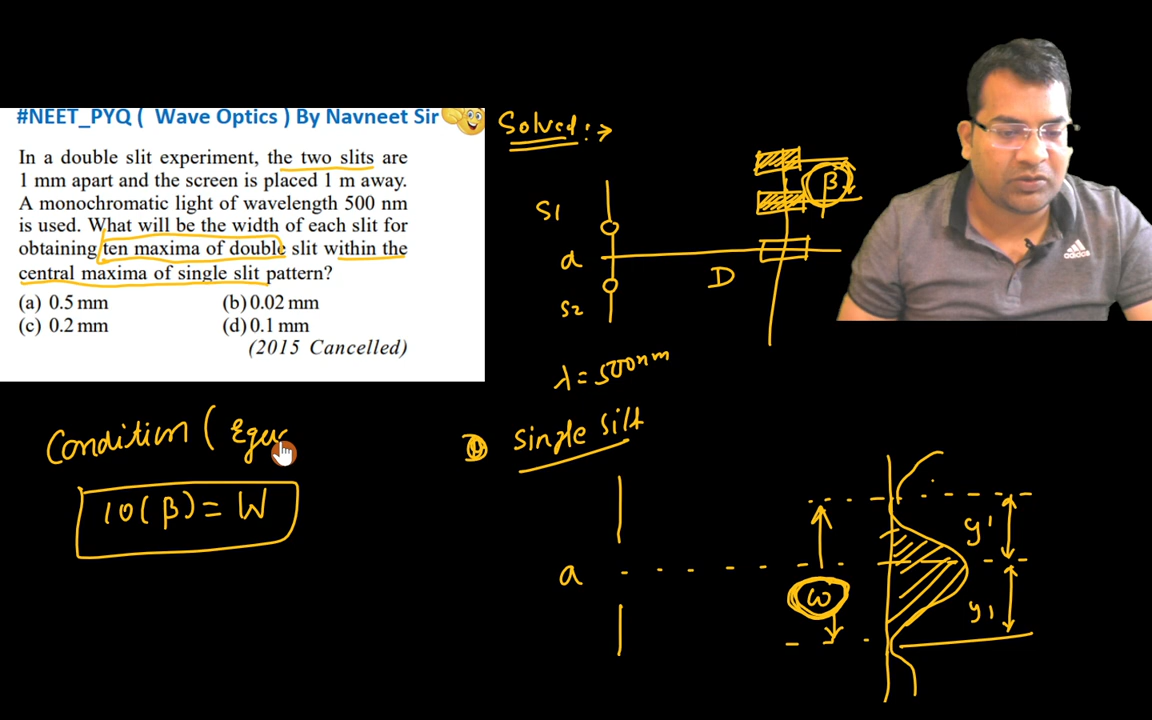 #NEET_PYQ ( Wave Optics ) By Navneet Sir
In a double slit experiment, the two slits are
1 mm apart and the screen is placed 1 m away.
A monochromatic light of wavelength 500 nm
is used. What will be the width of each slit for
obtaining ten maxima of double slit within the
central maxima of single slit pattern?
(a) 0.5 mm (b) 0.02 mm
(c) 0.2 mm (d) 0.1 mm
(2015 Cancelled)
Solved :→
S1
a
S2
D
β
λ = 500nm
Single Silt
a
ω
y1
y1
adidas
Condition ( Equ
10(β) = W